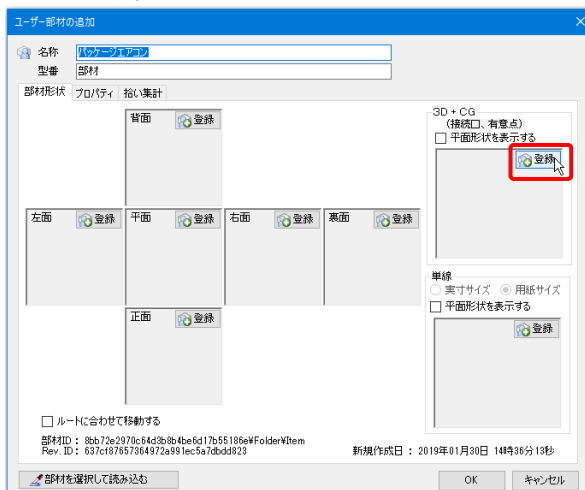 ユーザー部材の追加
名称 パッケージエアコン
型番 部材
部材形状 プロパティ 拾い集計
背面 登録
3D + CG
(接続口、有意点)
平面形状を表示する
登録
左面 登録 平面 登録 右面 登録 裏面 登録
単線
実寸サイズ 用紙サイズ
平面形状を表示する
登録
正面 登録
ルートに合わせて移動する
部材ID : 8bb72e2970c64d3b8b4be6d17b55186e¥Folder¥Item
Rev. ID : 637cf87657364972a991ec5a7dbdd823 新規作成日 : 2019年01月30日 14時36分13秒
部材を選択して読み込む OK キャンセル